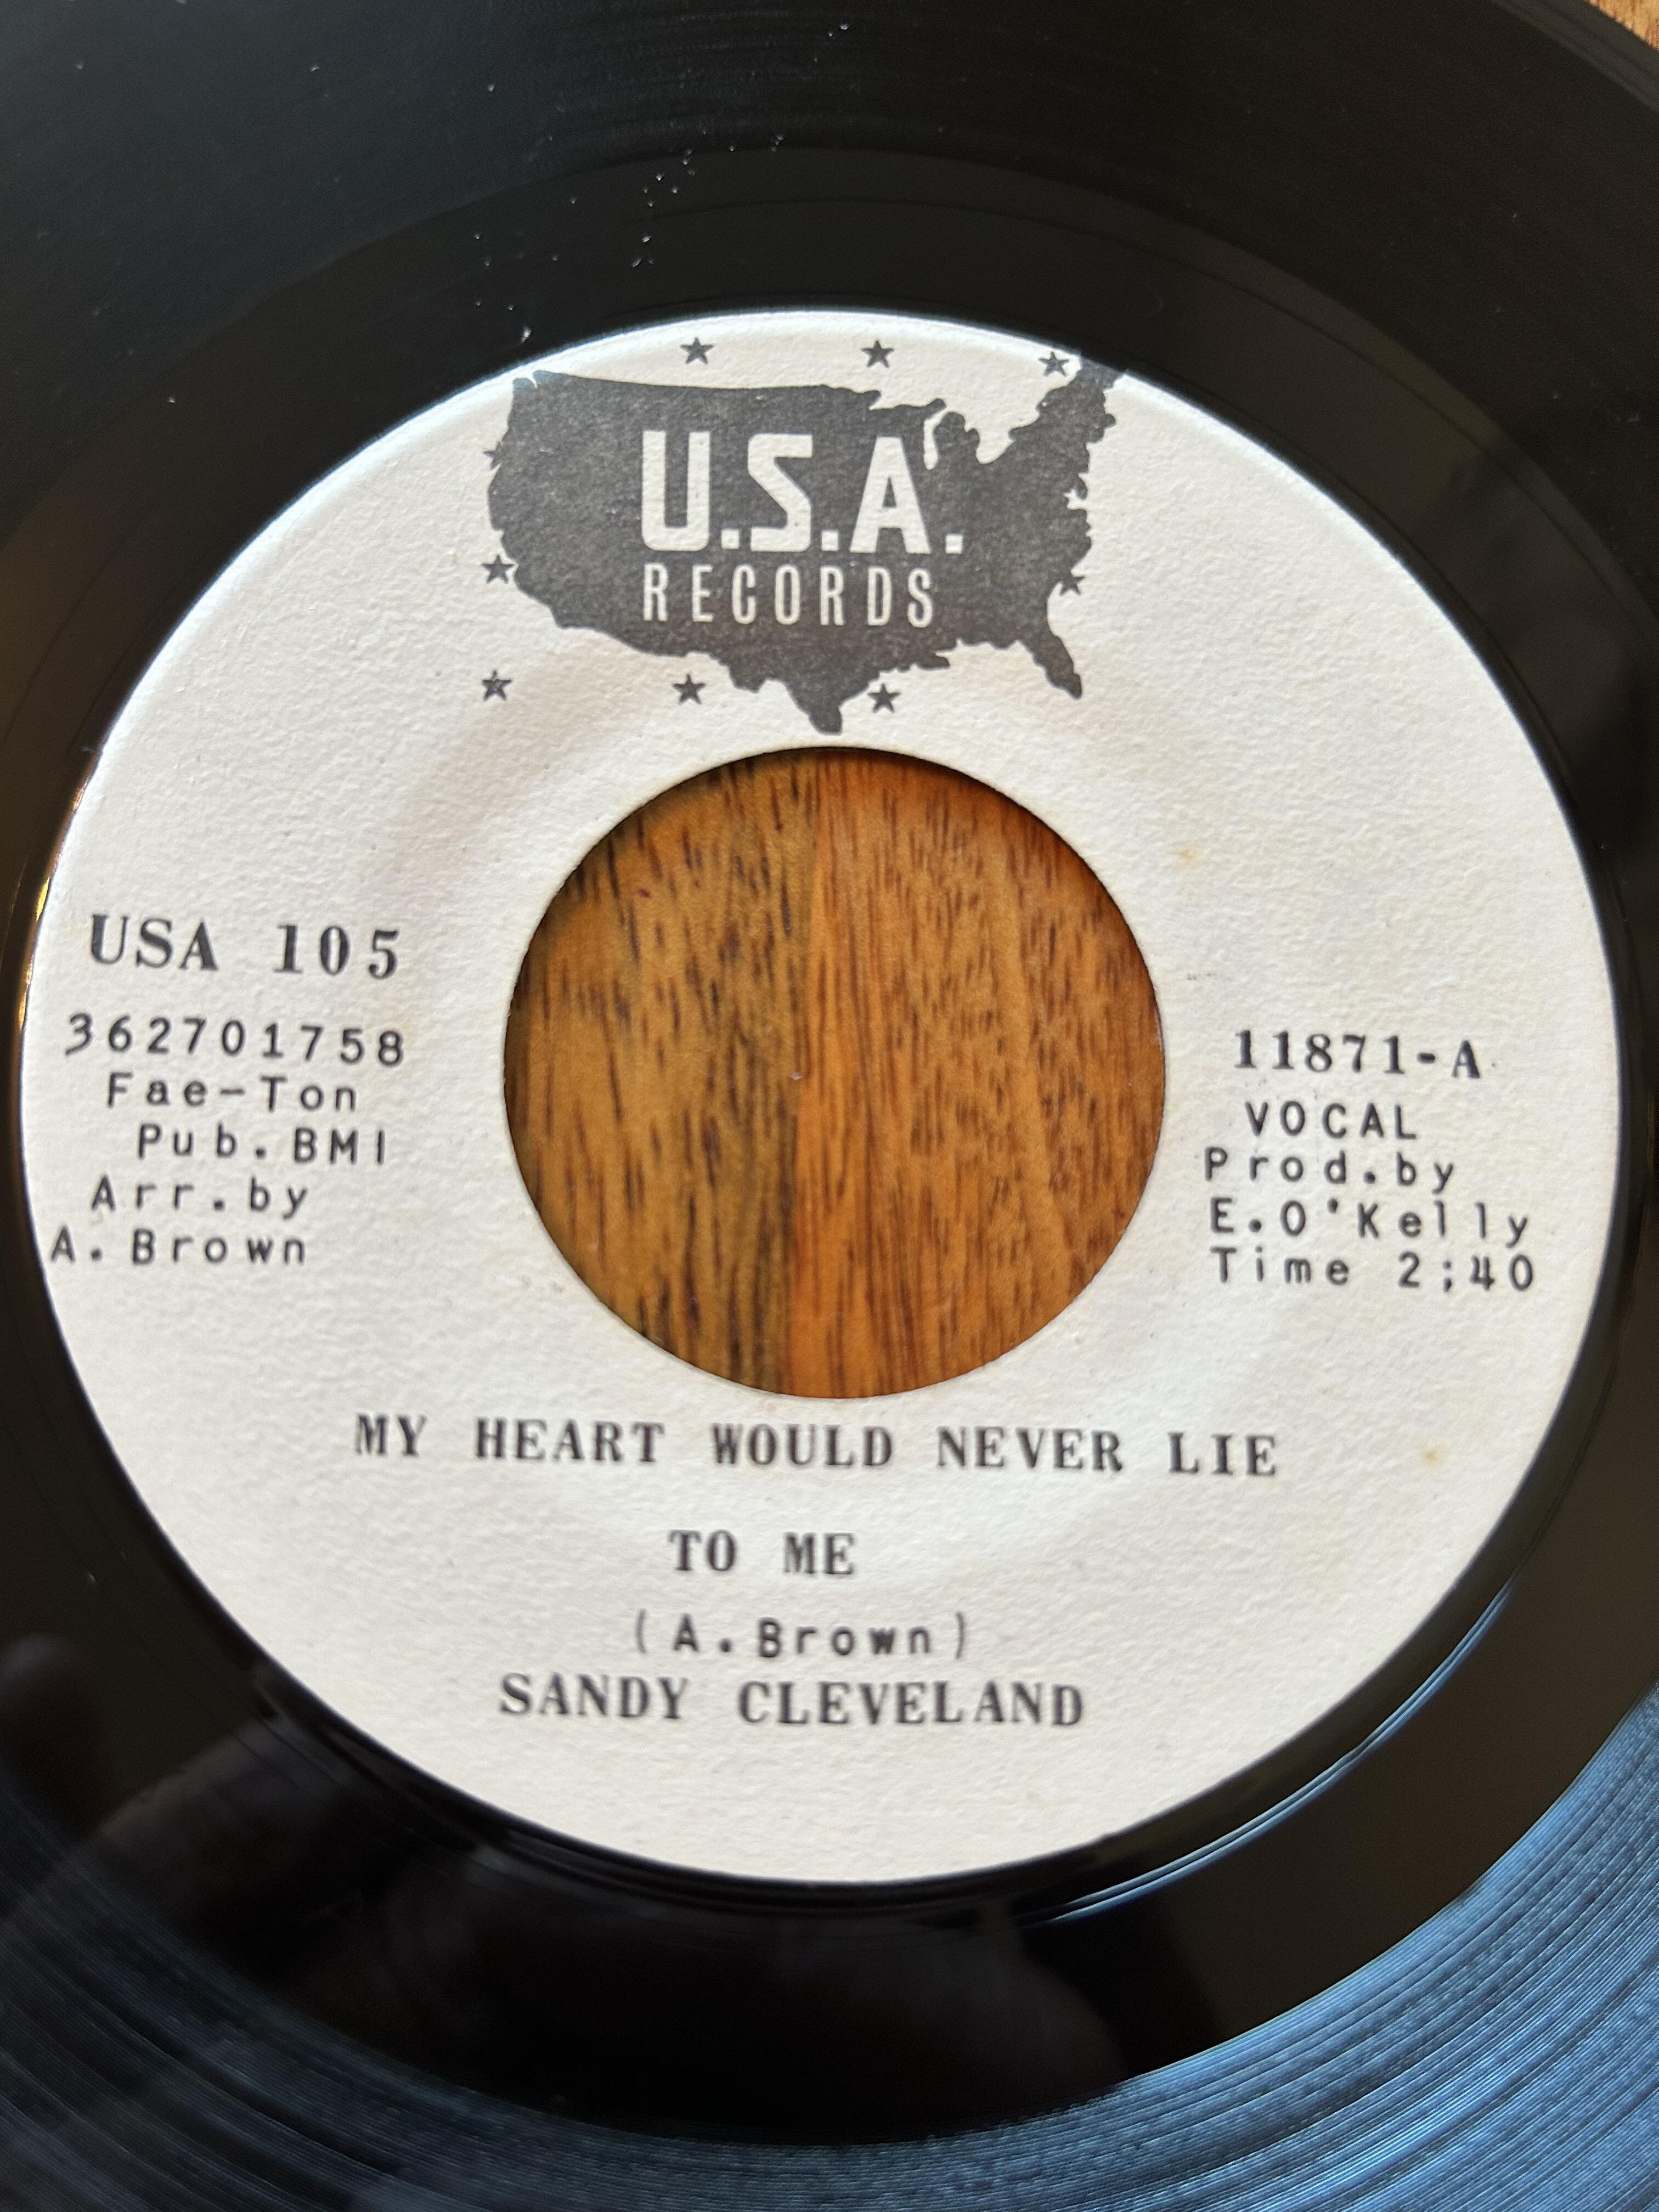 U.S.A.
RECORDS
USA 105
362701758
Fae-Ton
Pub. BMI
Arr.by
A. Brown
11871-A
VOCAL
Prod.by
E.O'Kelly
Time 2;40
MY HEART WOULD NEVER LIE
TO ME
(A. Brown)
SANDY CLEVELAND